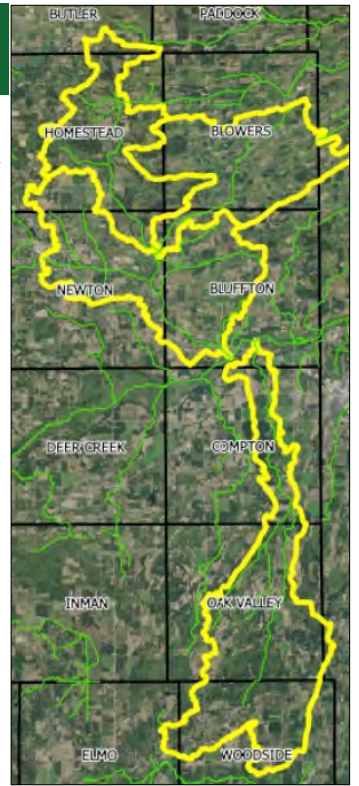 BUTLER PADDOCK
HOMESTEAD BLOWERS
NEWTON BLUFFTON
DEER CREEK COMPTON
INMAN OAK VALLEY
ELMO WOODSIDE